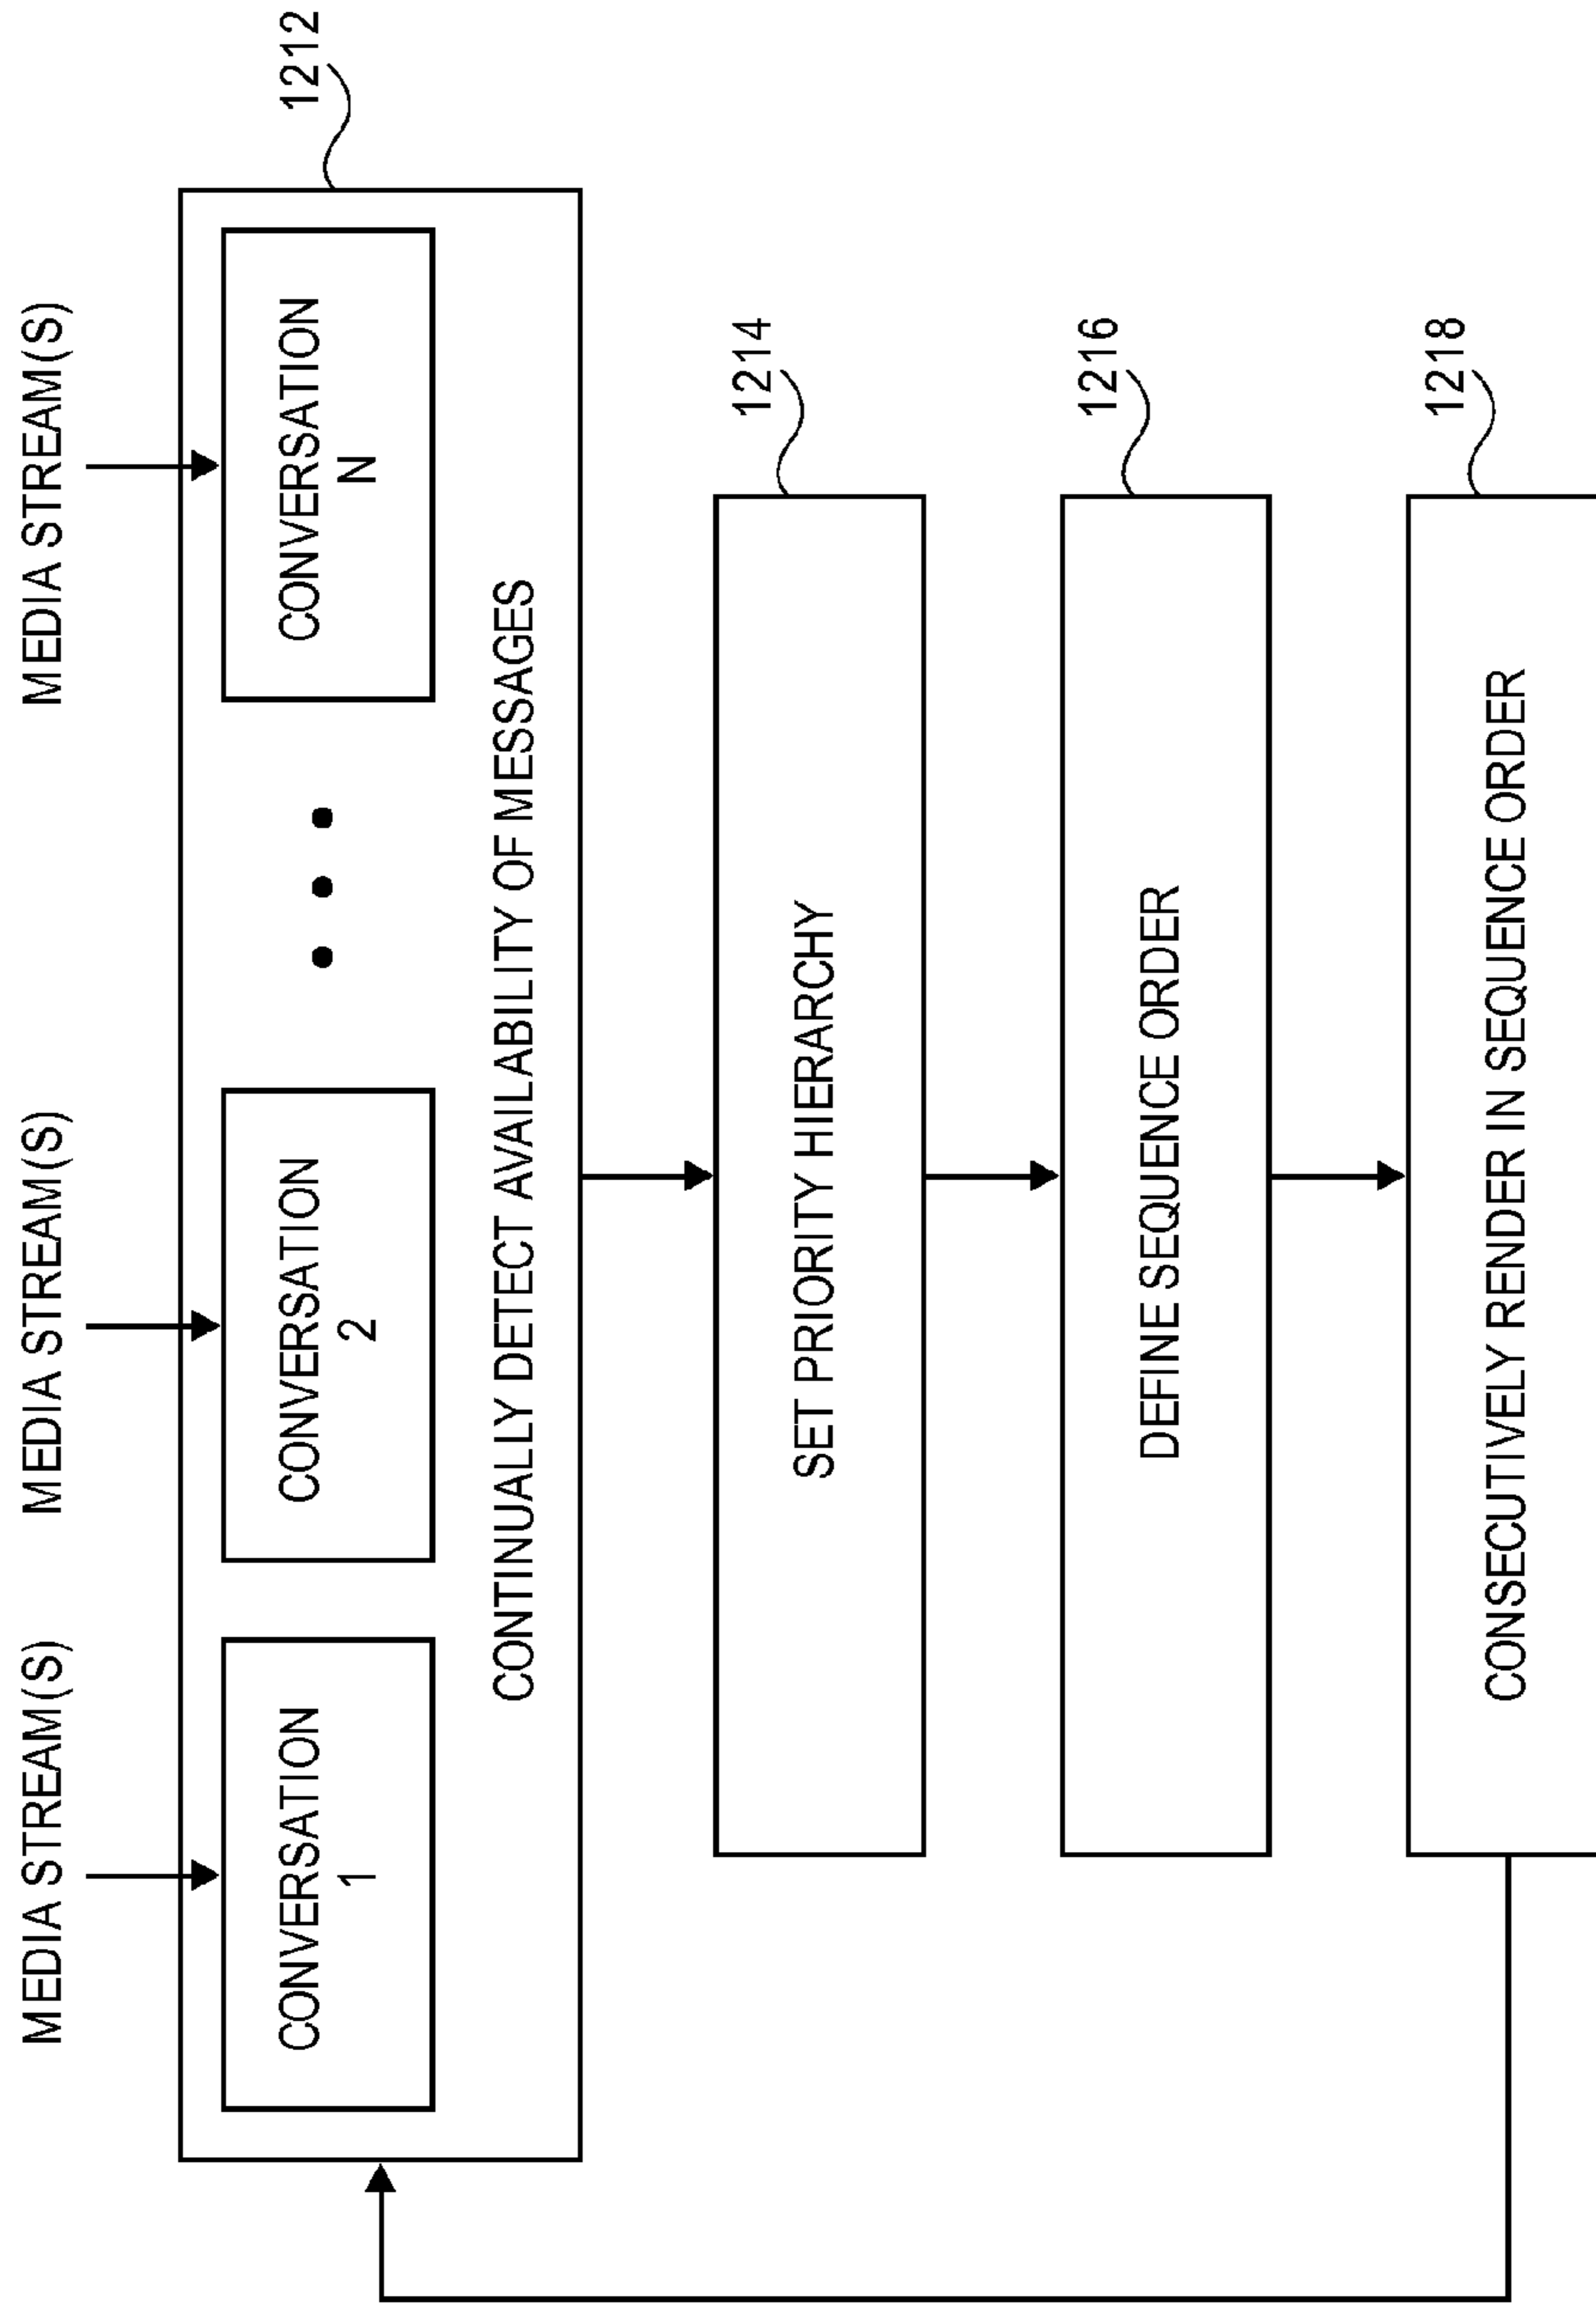 MEDIA STREAM(S)
MEDIA STREAM(S)
MEDIA STREAM(S)
1212
CONVERSATION
1
CONVERSATION
2
CONVERSATION
N
CONTINUALLY DETECT AVAILABILITY OF MESSAGES
1214
SET PRIORITY HIERARCHY
1216
DEFINE SEQUENCE ORDER
1218
CONSECUTIVELY RENDER IN SEQUENCE ORDER